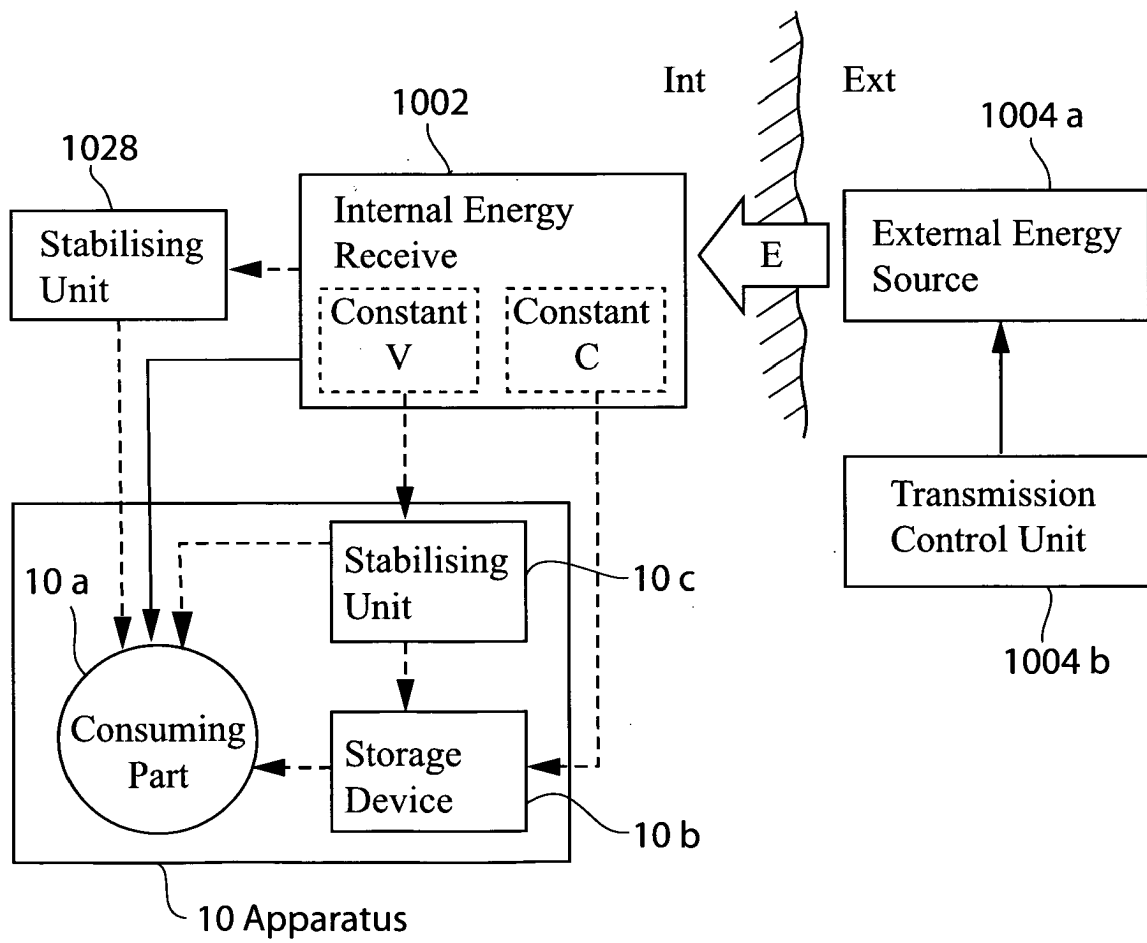 Int
Ext
1002
1004 a
1028
Internal Energy
Receive
Stabilising
Unit
E
External Energy
Source
Constant
V
Constant
C
Transmission
Control Unit
Stabilising
Unit
10 a
10 c
1004 b
Consuming
Part
Storage
Device
10 b
10 Apparatus